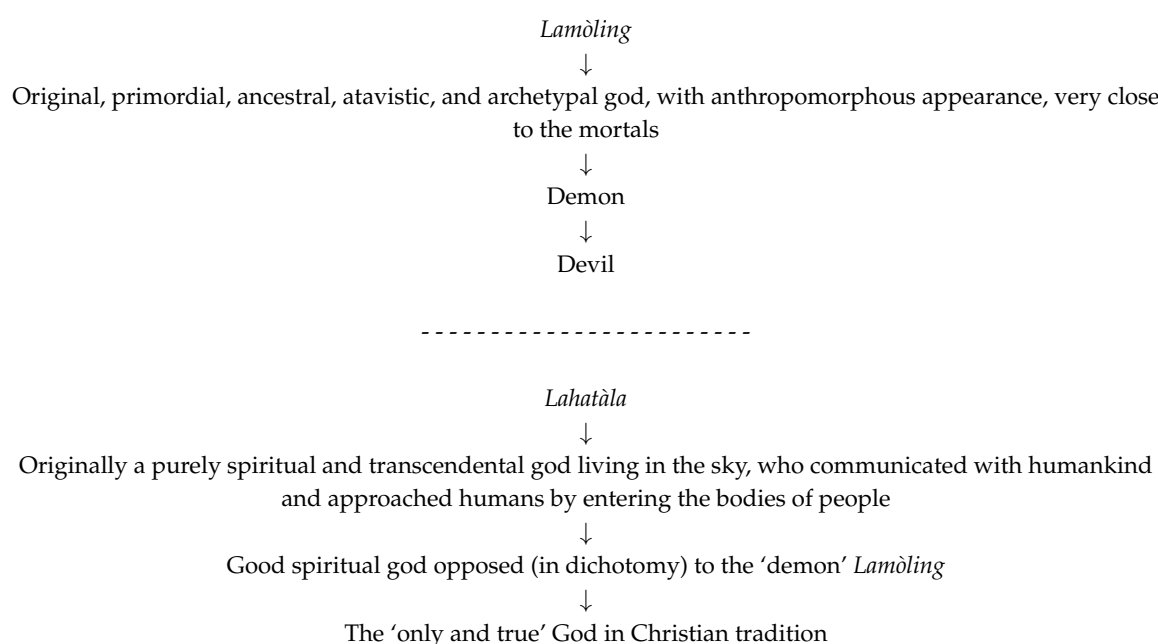 Lamòling
↓
Original, primordial, ancestral, atavistic, and archetypal god, with anthropomorphous appearance, very close
to the mortals
↓
Demon
↓
Devil
- - - - - - - - - - - - - - - - - - - - - - - -
Lahatàla
↓
Originally a purely spiritual and transcendental god living in the sky, who communicated with humankind
and approached humans by entering the bodies of people
↓
Good spiritual god opposed (in dichotomy) to the ‘demon’ Lamòling
↓
The ‘only and true’ God in Christian tradition